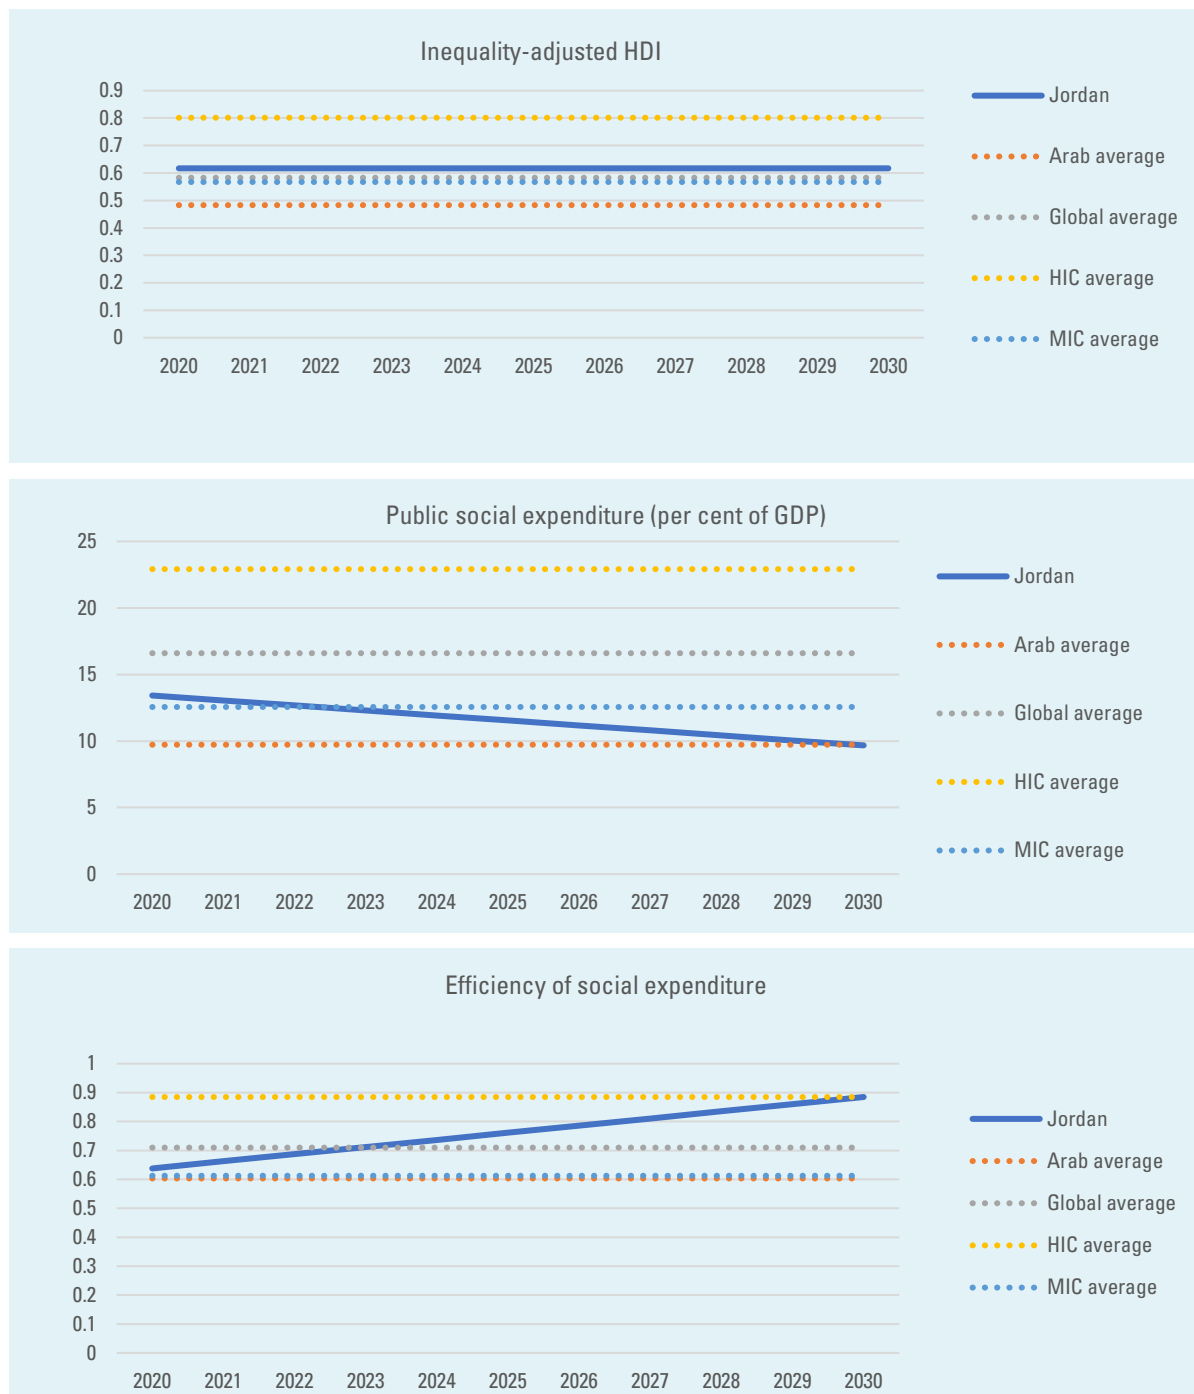 Inequality-adjusted HDI
0.9
0.8
0.7
0.6
0.5
0.4
0.3
0.2
0.1
0
2020 2021 2022 2023 2024 2025 2026 2027 2028 2029 2030
Jordan
Arab average
Global average
HIC average
MIC average
Public social expenditure (per cent of GDP)
25
20
15
10
5
0
2020 2021 2022 2023 2024 2025 2026 2027 2028 2029 2030
Jordan
Arab average
Global average
HIC average
MIC average
Efficiency of social expenditure
1
0.9
0.8
0.7
0.6
0.5
0.4
0.3
0.2
0.1
0
2020 2021 2022 2023 2024 2025 2026 2027 2028 2029 2030
Jordan
Arab average
Global average
HIC average
MIC average